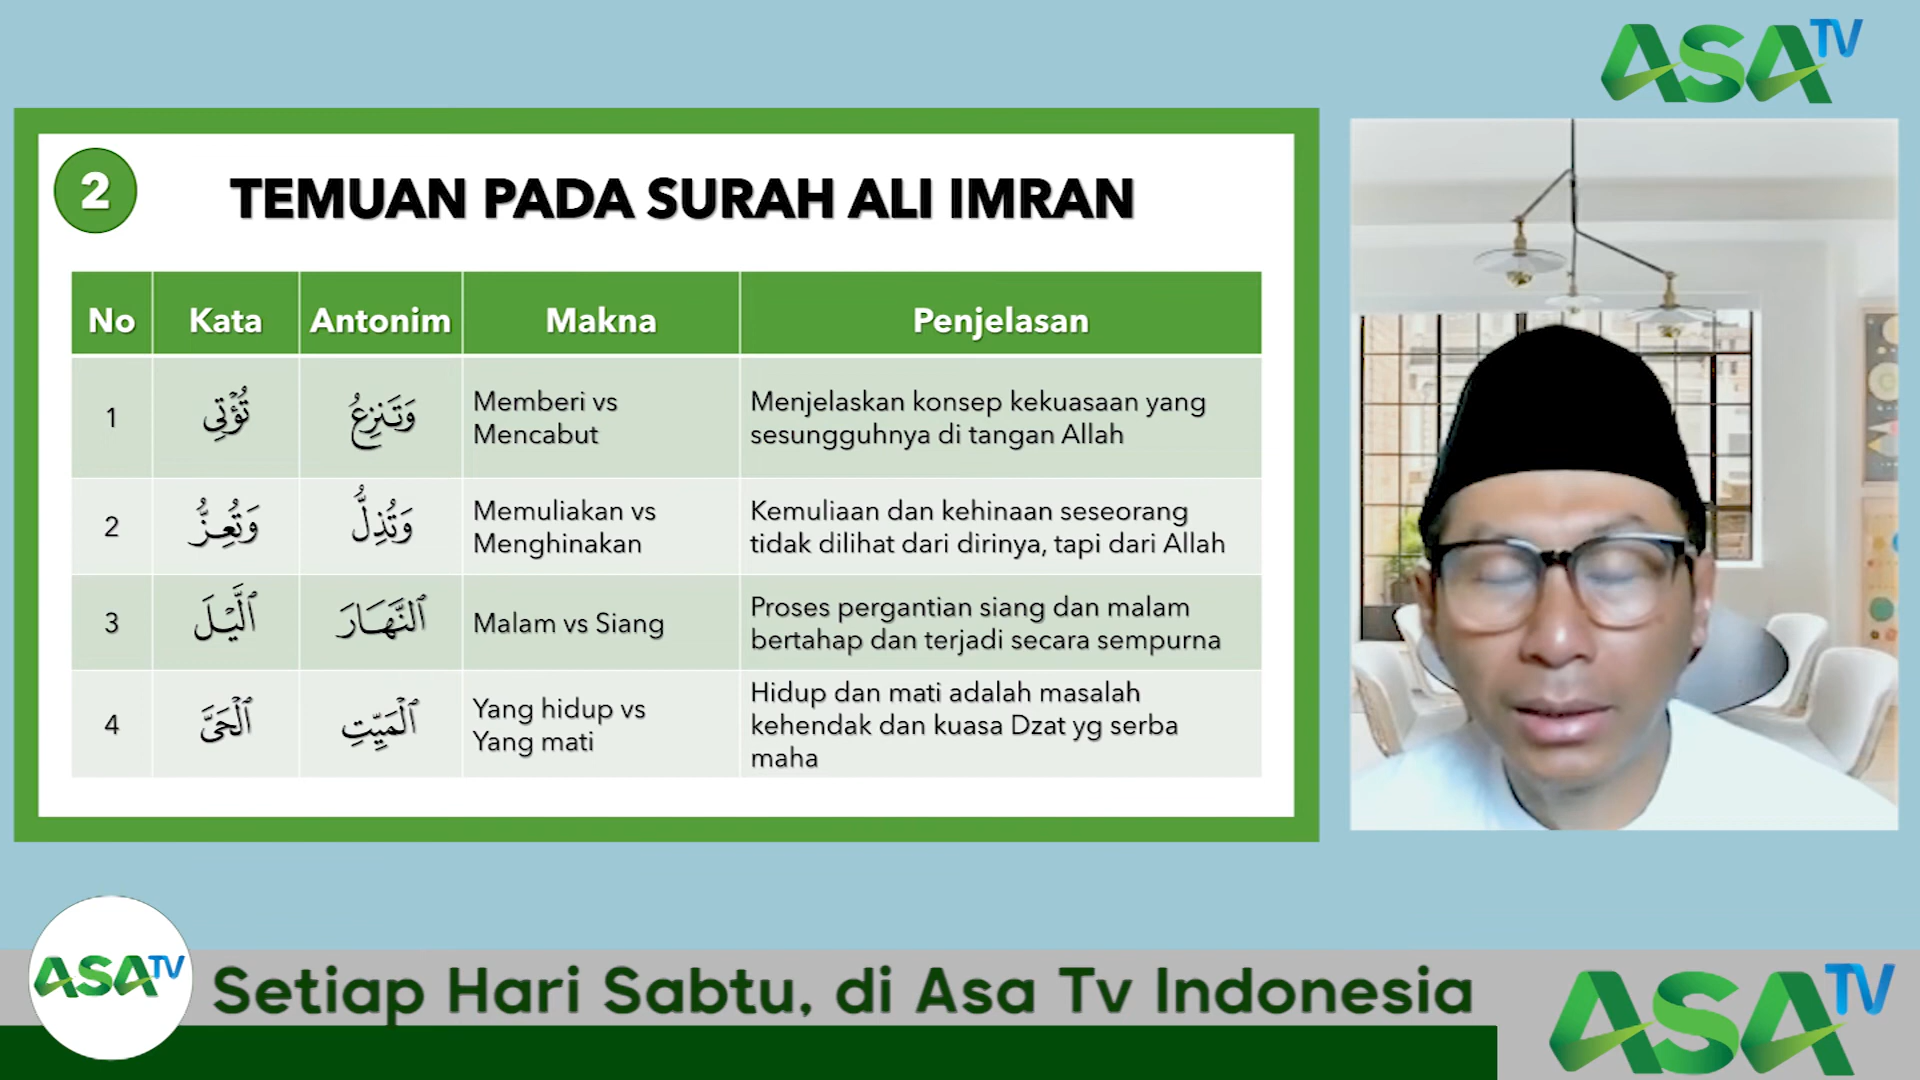 ASA TV
2
TEMUAN PADA SURAH ALI IMRAN
No Kata Antonim Makna Penjelasan
1 تُؤْتِى وَتَنزِعُ Memberi vs Mencabut Menjelaskan konsep kekuasaan yang sesungguhnya di tangan Allah
2 وَتُعِزُّ وَتُذِلُّ Memuliakan vs Menghinakan Kemuliaan dan kehinaan seseorang tidak dilihat dari dirinya, tapi dari Allah
3 ٱلَّيْلَ ٱلنَّهَارَ Malam vs Siang Proses pergantian siang dan malam bertahap dan terjadi secara sempurna
4 ٱلْحَىَّ ٱلْمَيِّتِ Yang hidup vs Yang mati Hidup dan mati adalah masalah kehendak dan kuasa Dzat yg serba maha
ASA TV
Setiap Hari Sabtu, di Asa Tv Indonesia
ASA TV